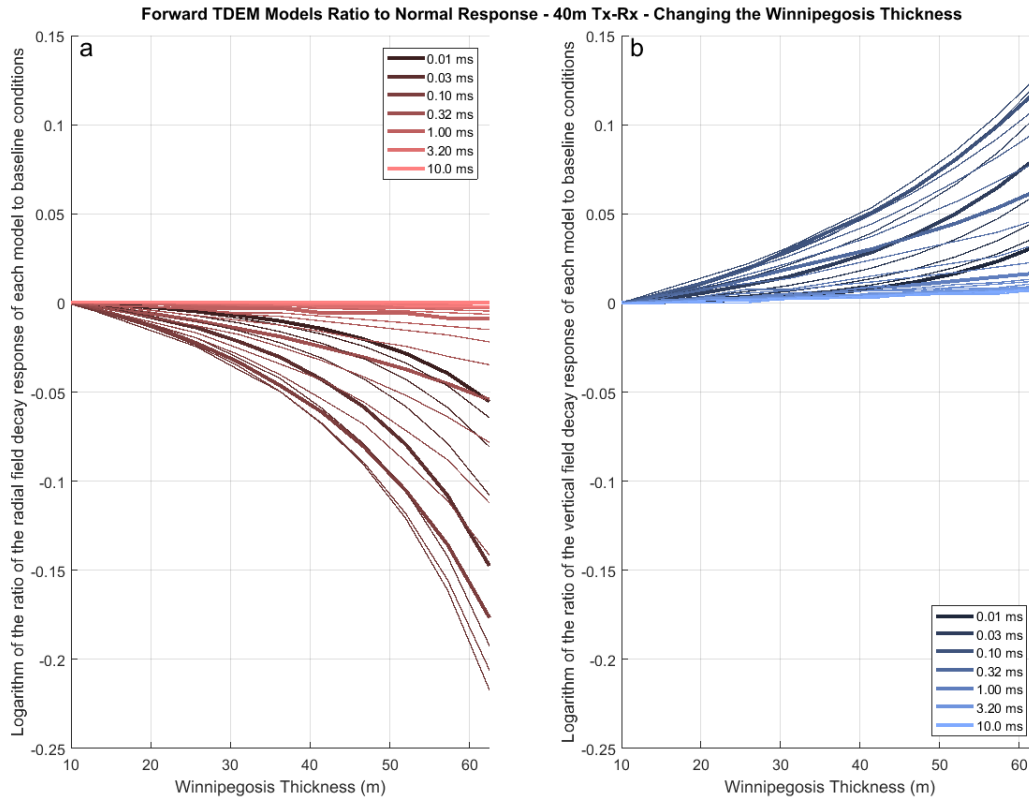 Forward TDEM Models Ratio to Normal Response - 40m Tx-Rx - Changing the Winnipegosis Thickness
a
0.01 ms
0.03 ms
0.10 ms
0.32 ms
1.00 ms
3.20 ms
10.0 ms
0.15
0.1
0.05
0
-0.05
-0.1
-0.15
-0.2
-0.25
10
20
30
40
50
60
Winnipegosis Thickness (m)
Logarithm of the ratio of the radial field decay response of each model to baseline conditions
b
0.15
0.1
0.05
0
-0.05
-0.1
-0.15
-0.2
-0.25
10
20
30
40
50
60
Winnipegosis Thickness (m)
Logarithm of the ratio of the vertical field decay response of each model to baseline conditions
0.01 ms
0.03 ms
0.10 ms
0.32 ms
1.00 ms
3.20 ms
10.0 ms